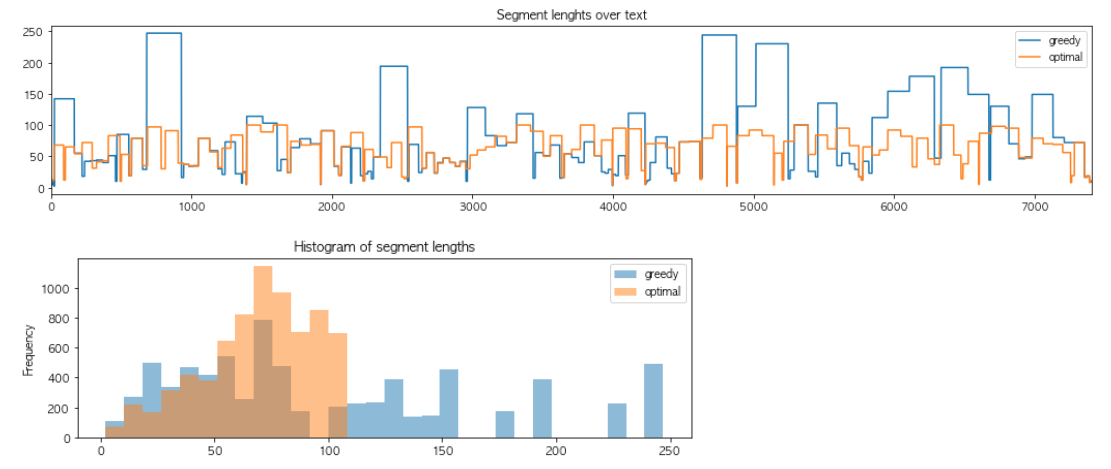 Segment lenghts over text
250
200
150
100
50
0
greedy
optimal
0 1000 2000 3000 4000 5000 6000 7000
Histogram of segment lengths
Frequency
1000
800
600
400
200
0
greedy
optimal
0 50 100 150 200 250